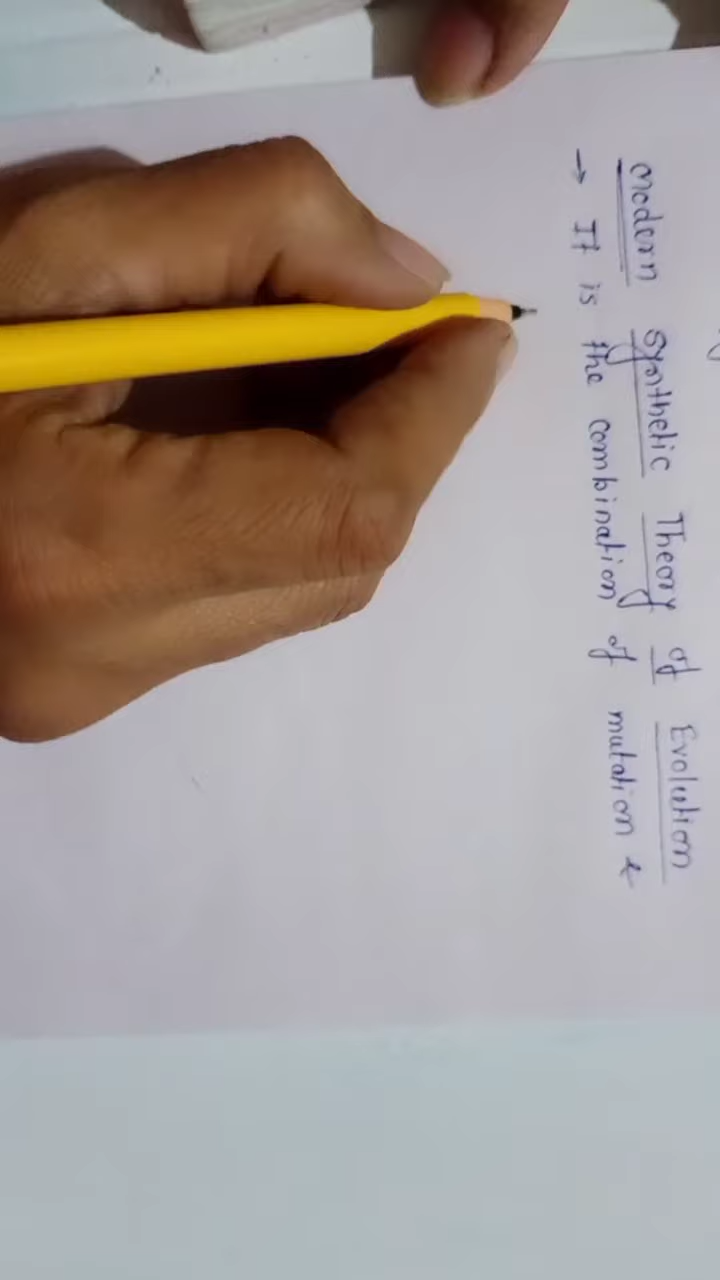 Modern Synthetic Theory of Evolution
→ It is the combination of mutation &